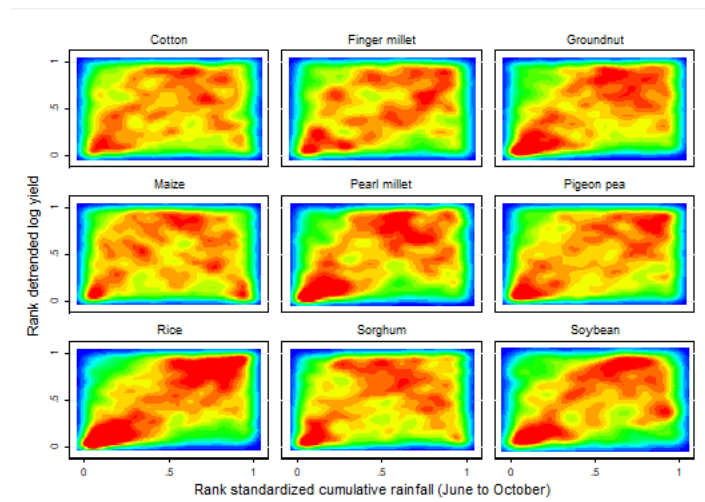 Cotton
Finger millet
Groundnut
Maize
Pearl millet
Pigeon pea
Rice
Sorghum
Soybean
Rank detrended log yield
0
.5
1
0
.5
1
0
.5
1
0
.5
1
0
.5
1
0
.5
1
Rank standardized cumulative rainfall (June to October)